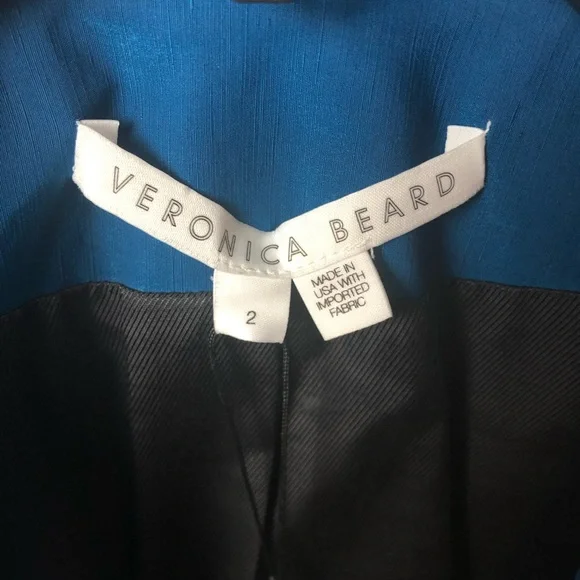 VERONICA BEARD
2
MADE IN
USA WITH
IMPORTED
FABRIC